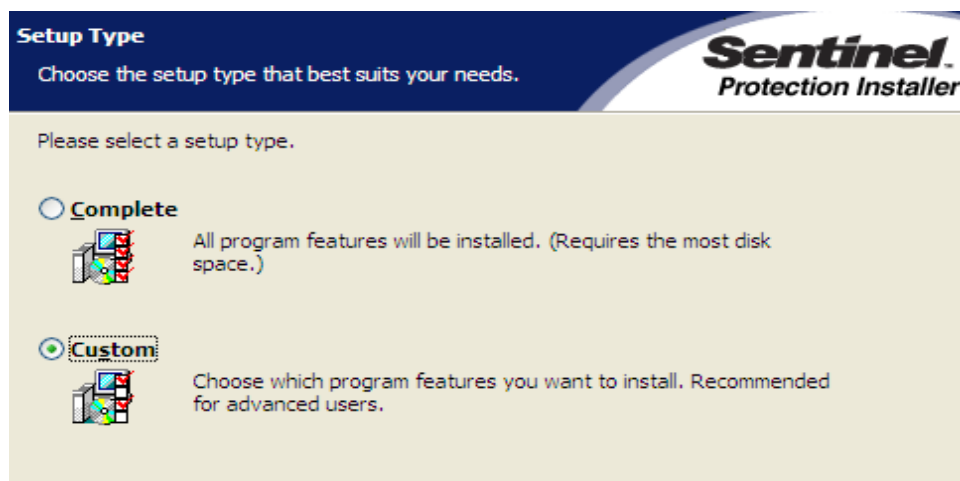 Setup Type
Choose the setup type that best suits your needs.
Sentinel.
Protection Installer
Please select a setup type.
Complete
All program features will be installed. (Requires the most disk
space.)
Custom
Choose which program features you want to install. Recommended
for advanced users.